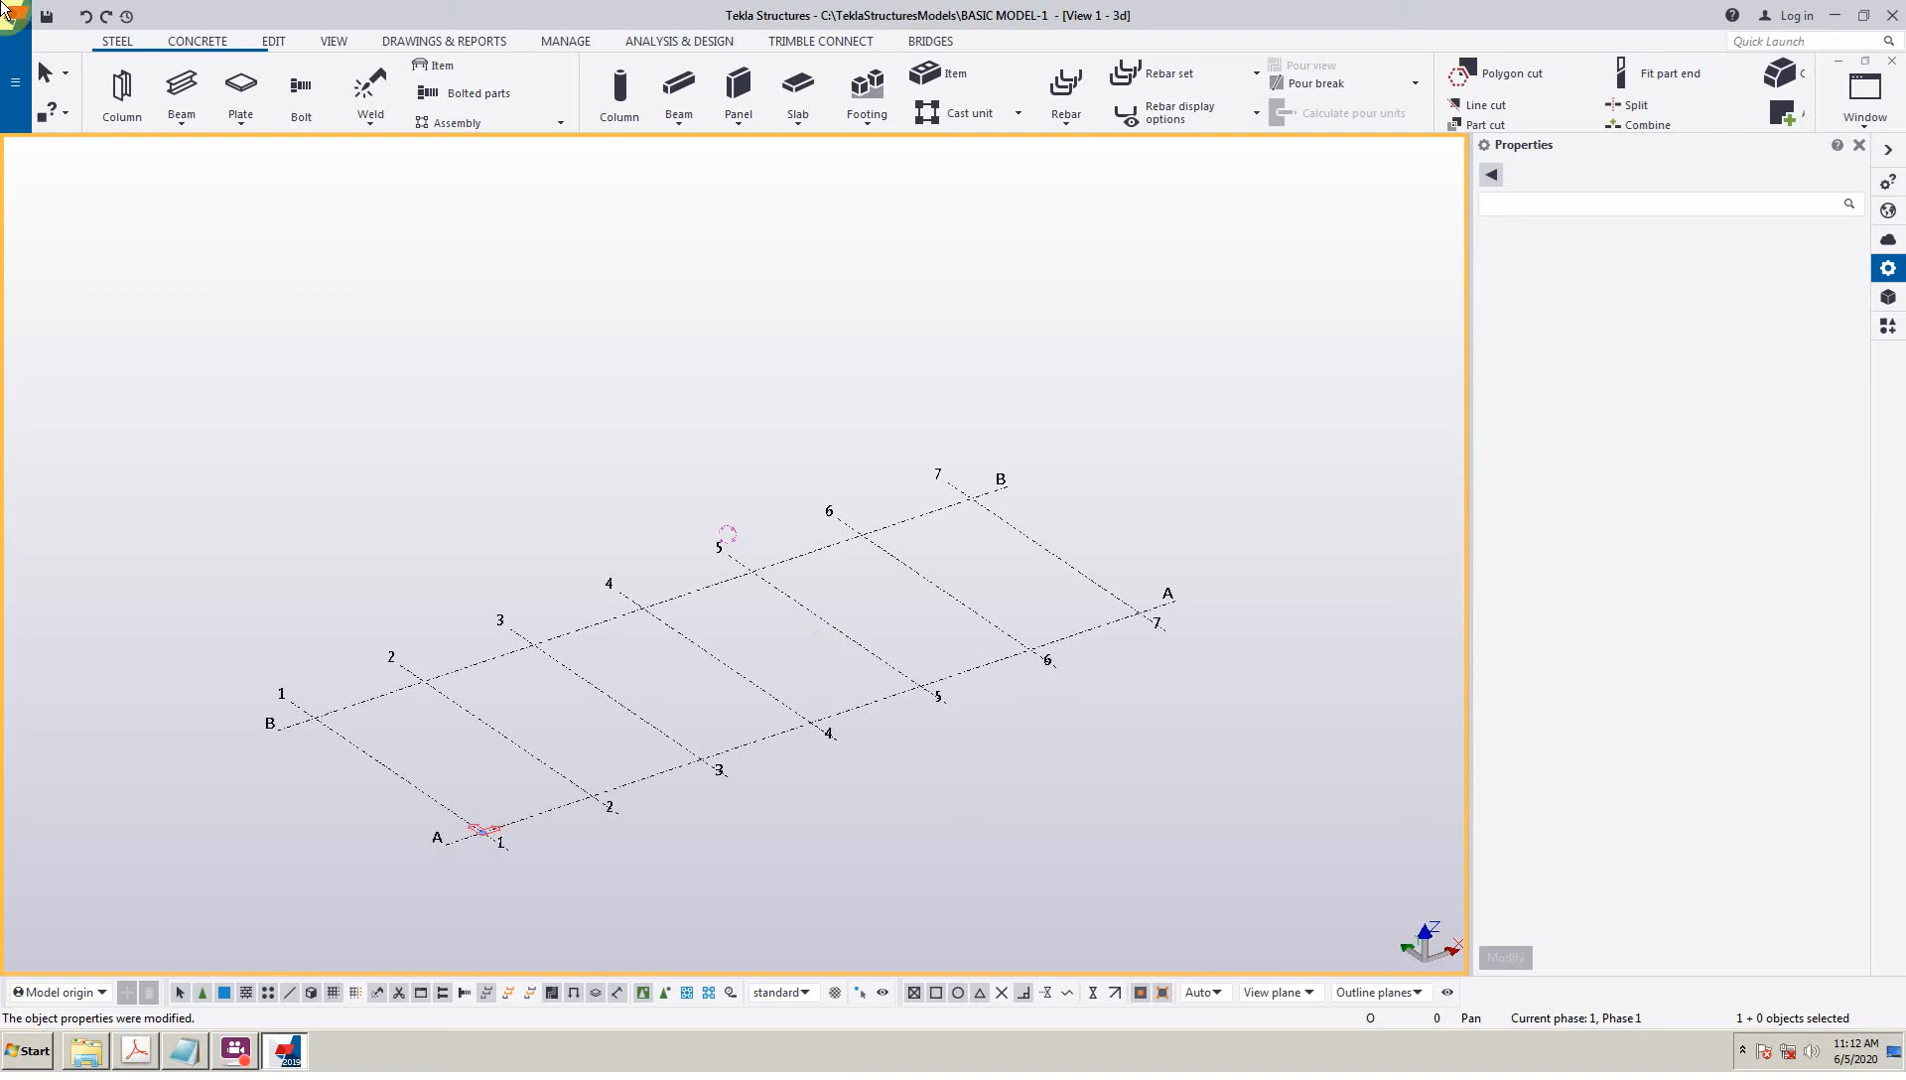 Tekla Structures - C:\TeklaStructuresModels\BASIC MODEL-1 - [View 1 - 3d]
Log in
STEEL CONCRETE EDIT VIEW DRAWINGS & REPORTS MANAGE ANALYSIS & DESIGN TRIMBLE CONNECT BRIDGES
Quick Launch
Column Beam Plate Bolt Weld
Item
Bolted parts
Assembly
Column Beam Panel Slab Footing
Item
Cast unit
Rebar
Rebar set
Rebar display
options
Pour view
Pour break
Calculate pour units
Polygon cut
Line cut
Part cut
Fit part end
Split
Combine
Window
Properties
7 B
6
5
4 A
3 7
2 6
1 5
B 4
3
2
A 1
Z
X
Modify
Model origin standard Auto View plane Outline planes
The object properties were modified. O 0 Pan Current phase: 1, Phase 1 1 + 0 objects selected
Start
2019
11:12 AM
6/5/2020